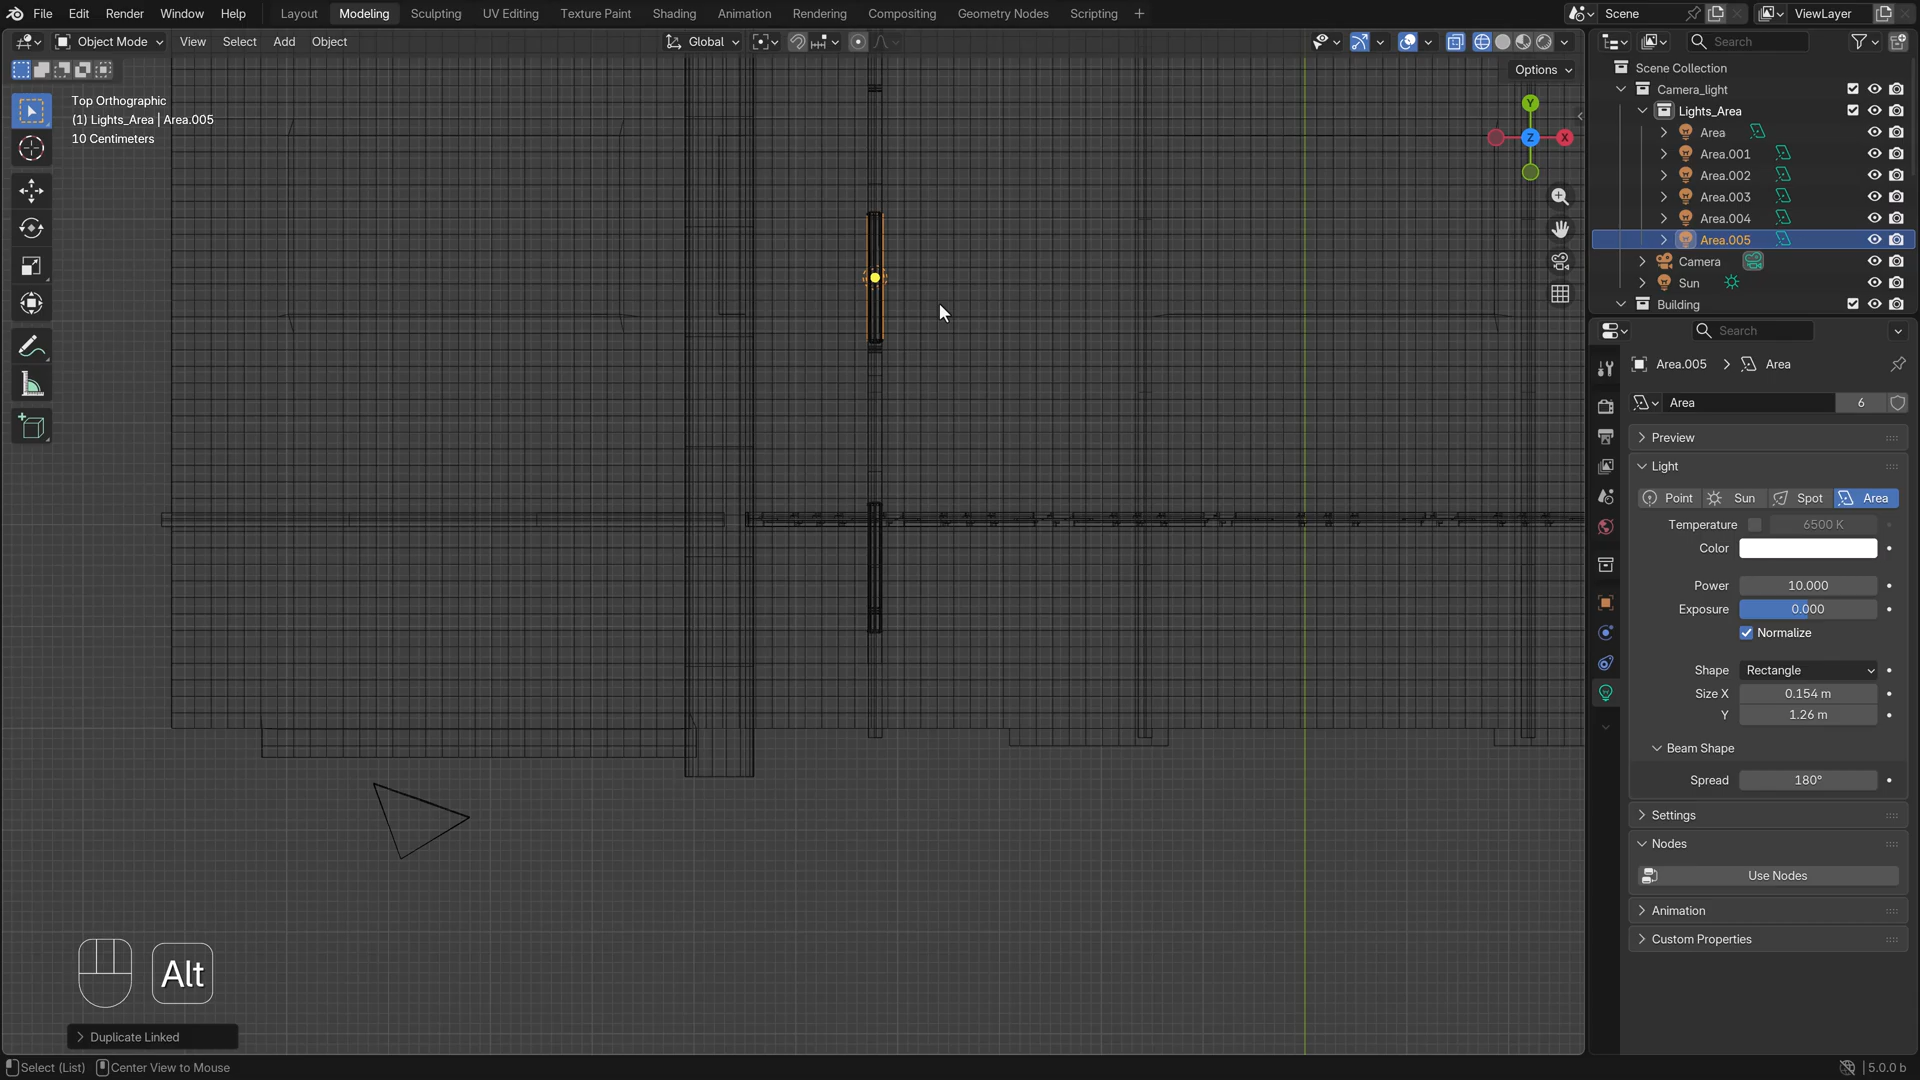 File Edit Render Window Help Layout Modeling Sculpting UV Editing Texture Paint Shading Animation Rendering Compositing Geometry Nodes Scripting Scene ViewLayer
Object Mode View Select Add Object Global Search
Options
Top Orthographic
(1) Lights_Area | Area.005
10 Centimeters
Y
Z
X
Scene Collection
Camera_light
Lights_Area
Area
Area.001
Area.002
Area.003
Area.004
Area.005
Camera
Sun
Building
Search
Area.005 Area
Area 6
Preview
Light
Point Sun Spot Area
Temperature 6500 K
Color
Power 10.000
Exposure 0.000
Normalize
Shape Rectangle
Size X 0.154 m
Y 1.26 m
Beam Shape
Spread 180°
Settings
Nodes
Use Nodes
Animation
Custom Properties
Alt
Duplicate Linked
Select (List) Center View to Mouse 5.0.0 b